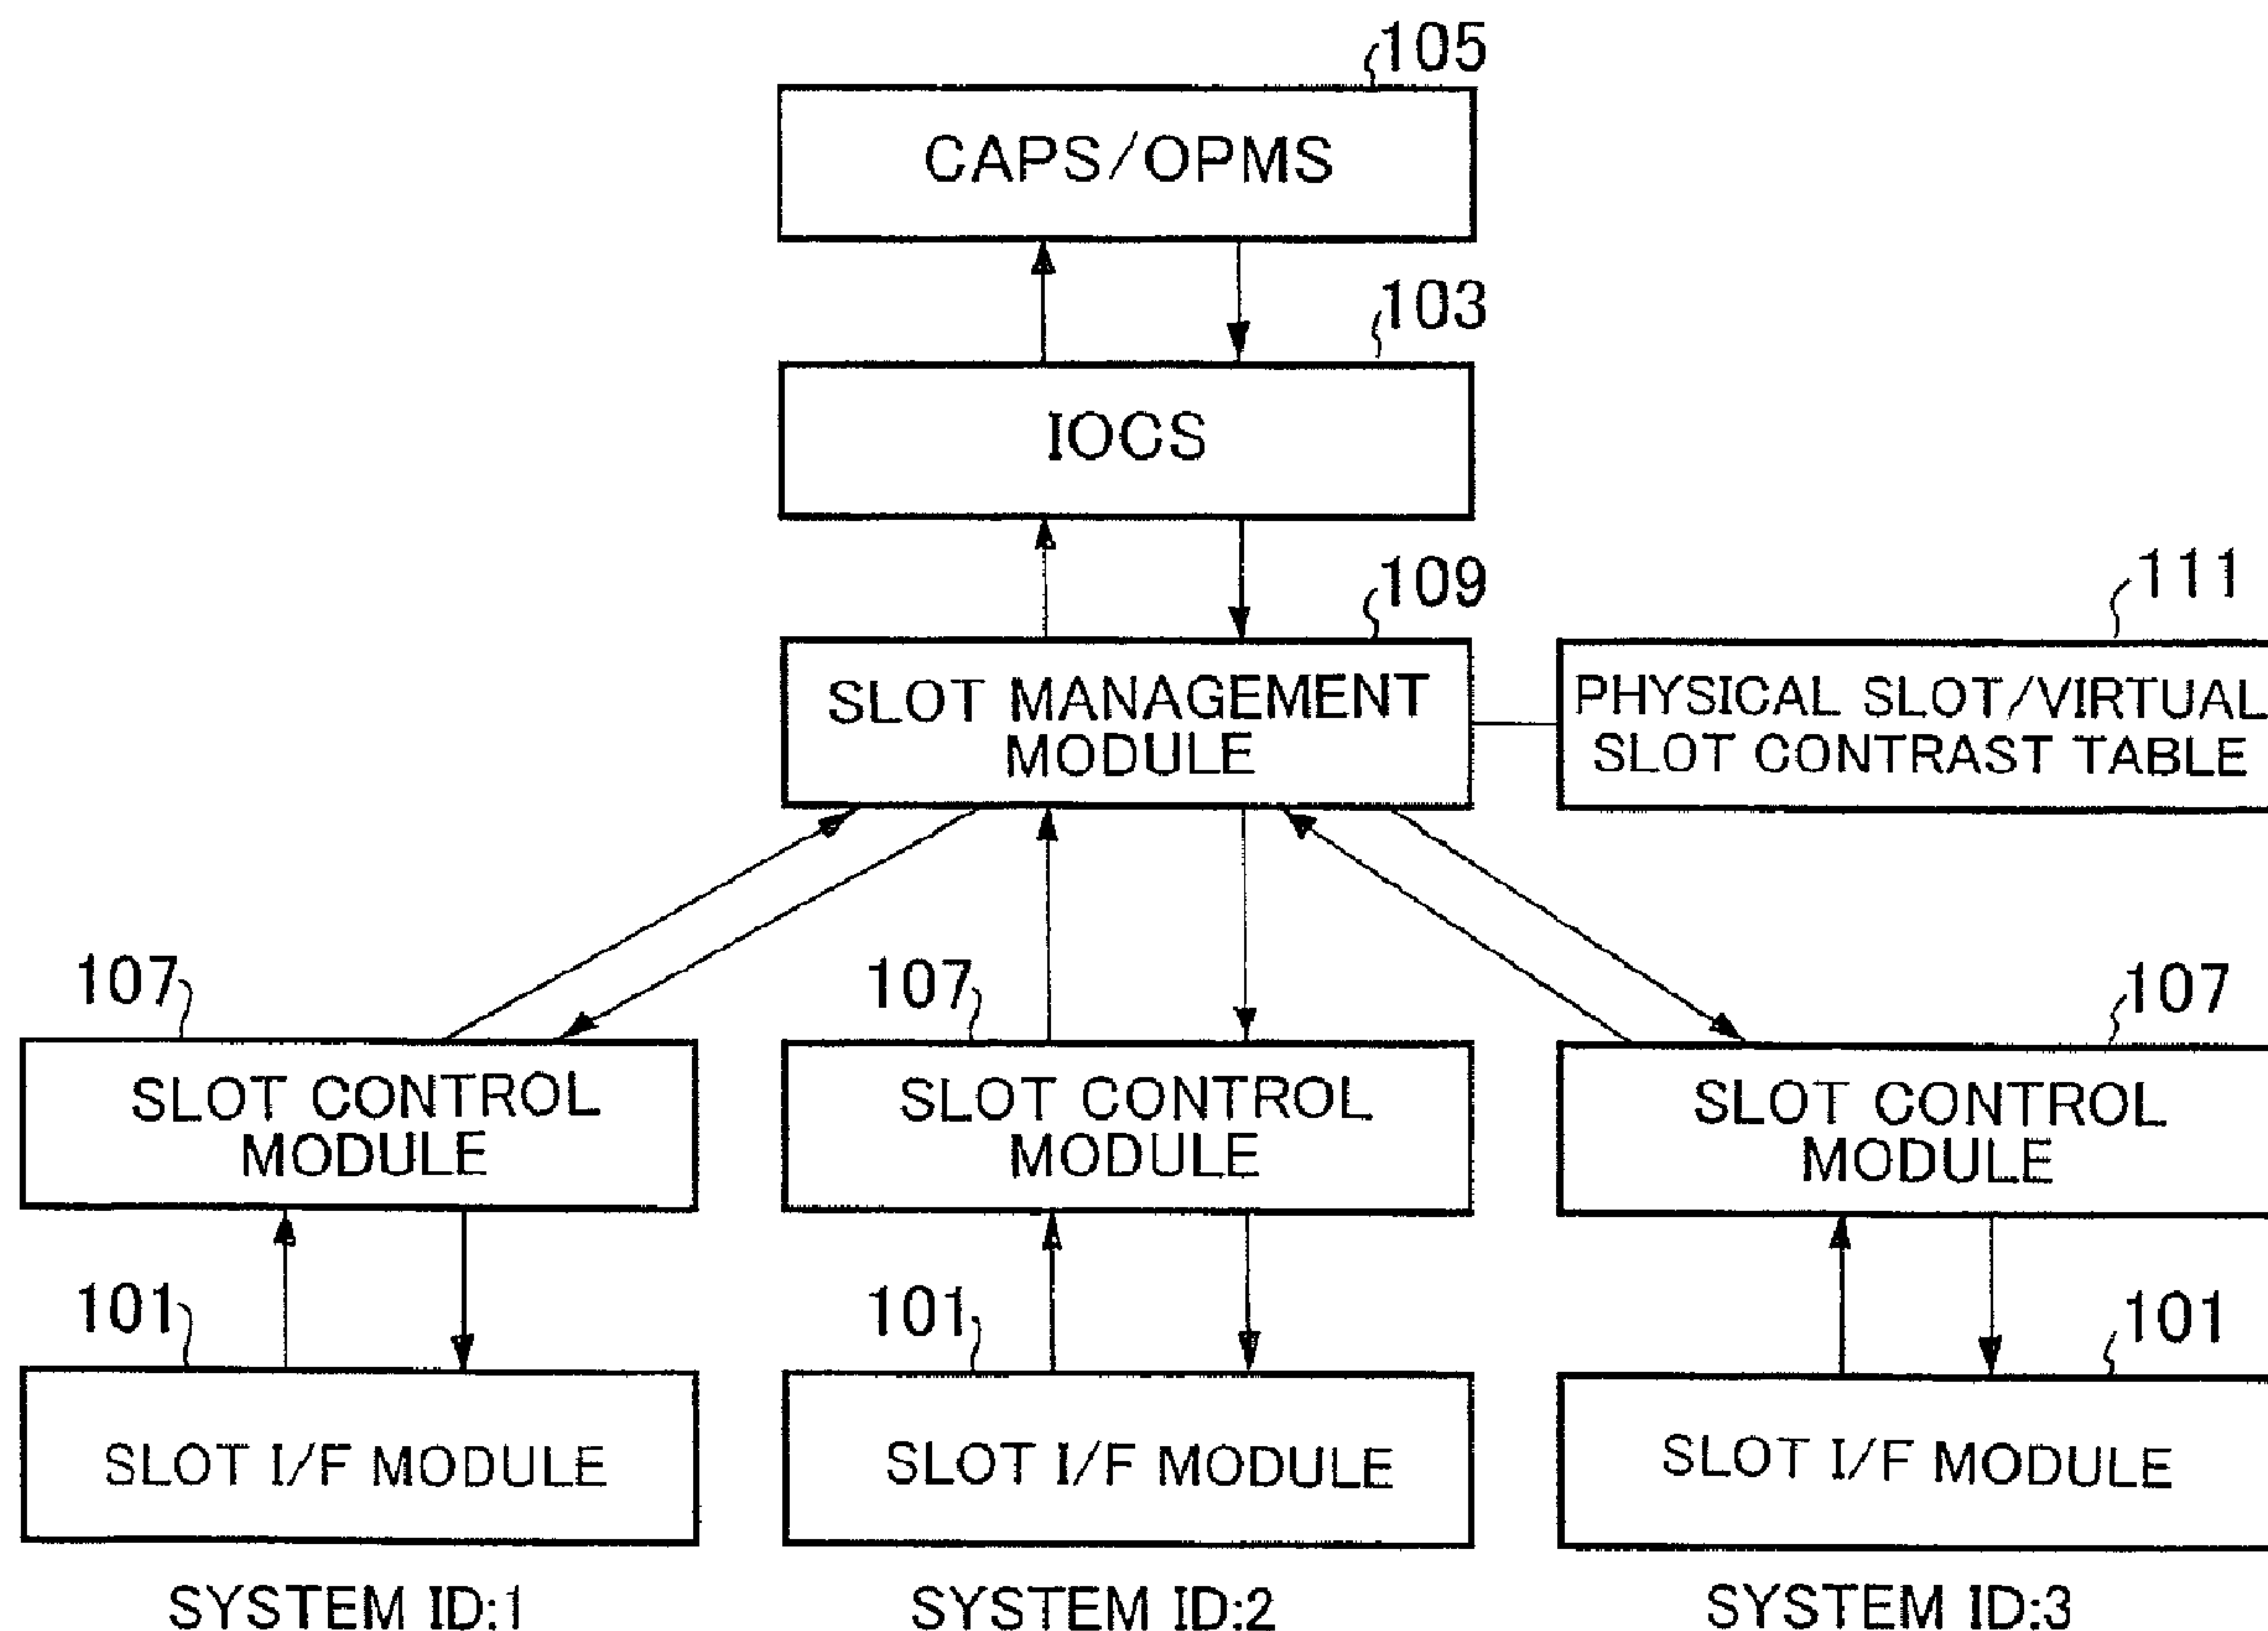 105
CAPS/OPMS
103
IOCS
109
111
SLOT MANAGEMENT
MODULE
PHYSICAL SLOT/VIRTUAL
SLOT CONTRAST TABLE
107
107
107
SLOT CONTROL
MODULE
SLOT CONTROL
MODULE
SLOT CONTROL
MODULE
101
101
101
SLOT I/F MODULE
SLOT I/F MODULE
SLOT I/F MODULE
SYSTEM ID:1
SYSTEM ID:2
SYSTEM ID:3